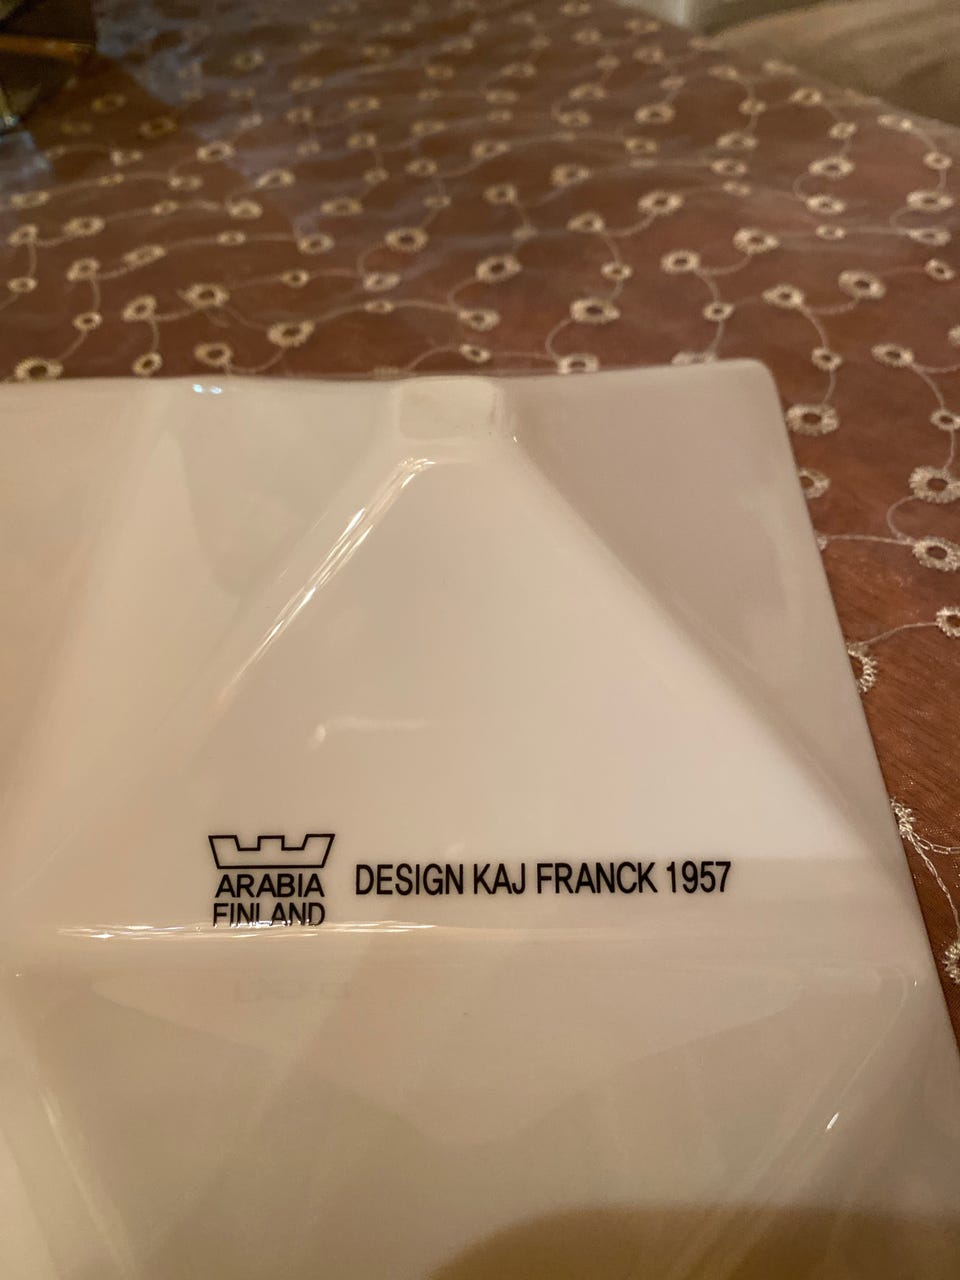 ARABIA
FINLAND
DESIGN KAJ FRANCK 1957